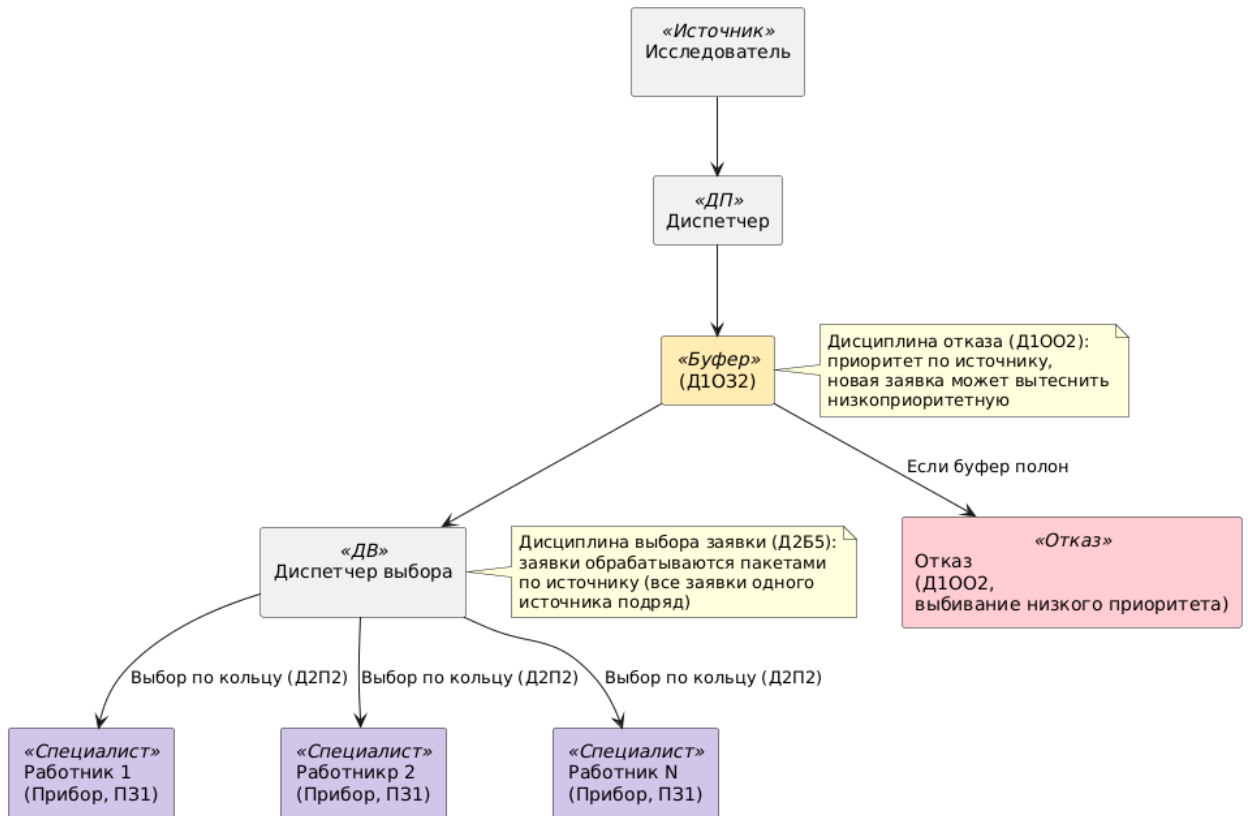 «Источник»
Исследователь
«ДП»
Диспетчер
«Буфер»
(Д1ОЗ2)
Дисциплина отказа (Д1ОО2):
приоритет по источнику,
новая заявка может вытеснить
низкоприоритетную
Если буфер полон
«ДВ»
Диспетчер выбора
Дисциплина выбора заявки (Д2Б5):
заявки обрабатываются пакетами
по источнику (все заявки одного
источника подряд)
«Отказ»
Отказ
(Д1ОО2,
выбивание низкого приоритета)
Выбор по кольцу (Д2П2)
Выбор по кольцу (Д2П2)
Выбор по кольцу (Д2П2)
«Специалист»
Работник 1
(Прибор, ПЗ1)
«Специалист»
Работникр 2
(Прибор, ПЗ1)
«Специалист»
Работник N
(Прибор, ПЗ1)